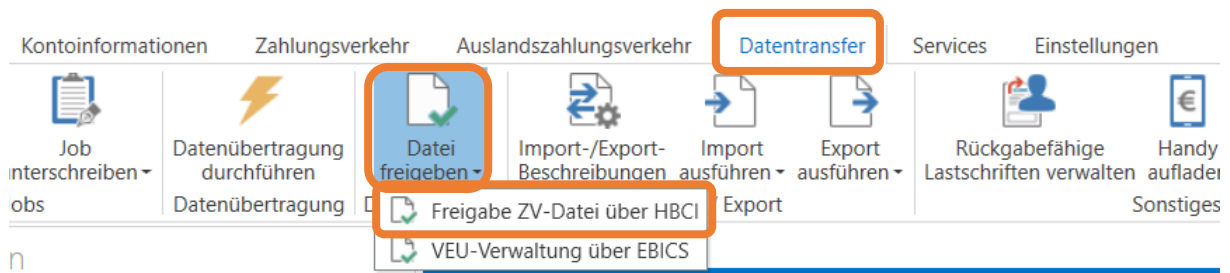 Kontoinformationen Zahlungsverkehr Auslandszahlungsverkehr Datentransfer Services Einstellungen
Job Datenübertragung Datei Import-/Export- Import Export Rückgabefähige Handy
nterschreiben durchführen freigeben Beschreibungen ausführen ausführen Lastschriften verwalten auflader
obs Datenübertragung D Export Sonstiges
Freigabe ZV-Datei über HBCI
VEU-Verwaltung über EBICS
n